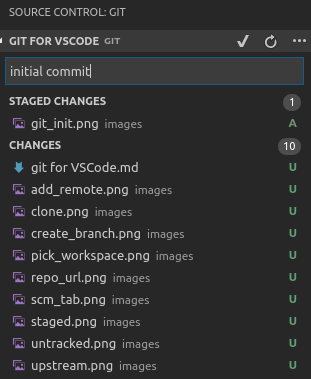 SOURCE CONTROL: GIT
GIT FOR VSCODE GIT
initial commit
STAGED CHANGES 1
git_init.png images A
CHANGES 10
git for VSCode.md U
add_remote.png images U
clone.png images U
create_branch.png images U
pick_workspace.png images U
repo_url.png images U
scm_tab.png images U
staged.png images U
untracked.png images U
upstream.png images U